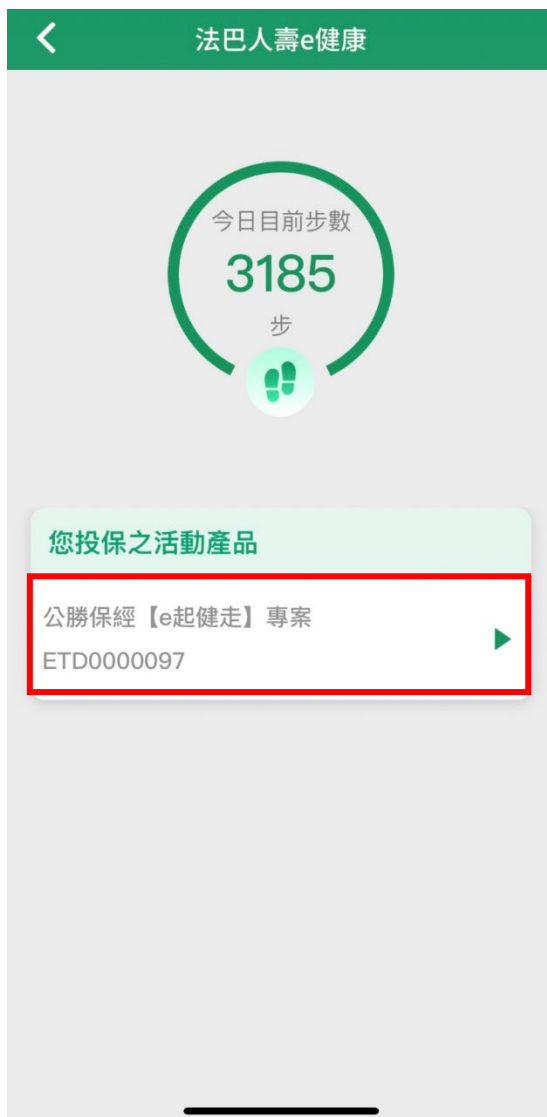 法巴人壽e健康
今日目前步數
3185
步
您投保之活動產品
公勝保經【e起健走】專案
ETD0000097